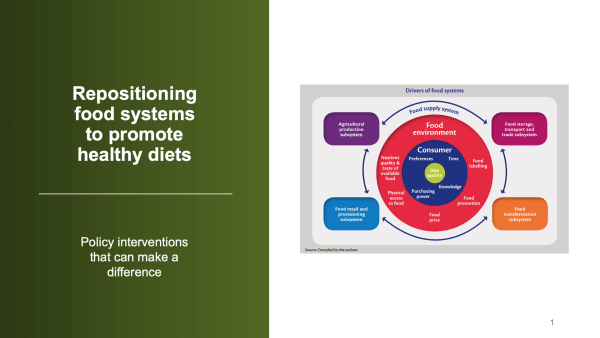 Repositioning
food systems
to promote
healthy diets
Policy interventions
that can make a
difference
Drivers of food systems
Food supply system
Agricultural
production
subsystem
Food storage,
transport and
trade subsystem
Food
environment
Consumer
Preferences
Time
Diet
quality
Knowledge
Purchasing
power
Nutrient
quality &
taste of
available
food
Food
labelling
Physical
access
to food
Food
promotion
Food
price
Food retail and
provisioning
subsystem
Food
transformation
subsystem
Source: Compiled by the authors
1